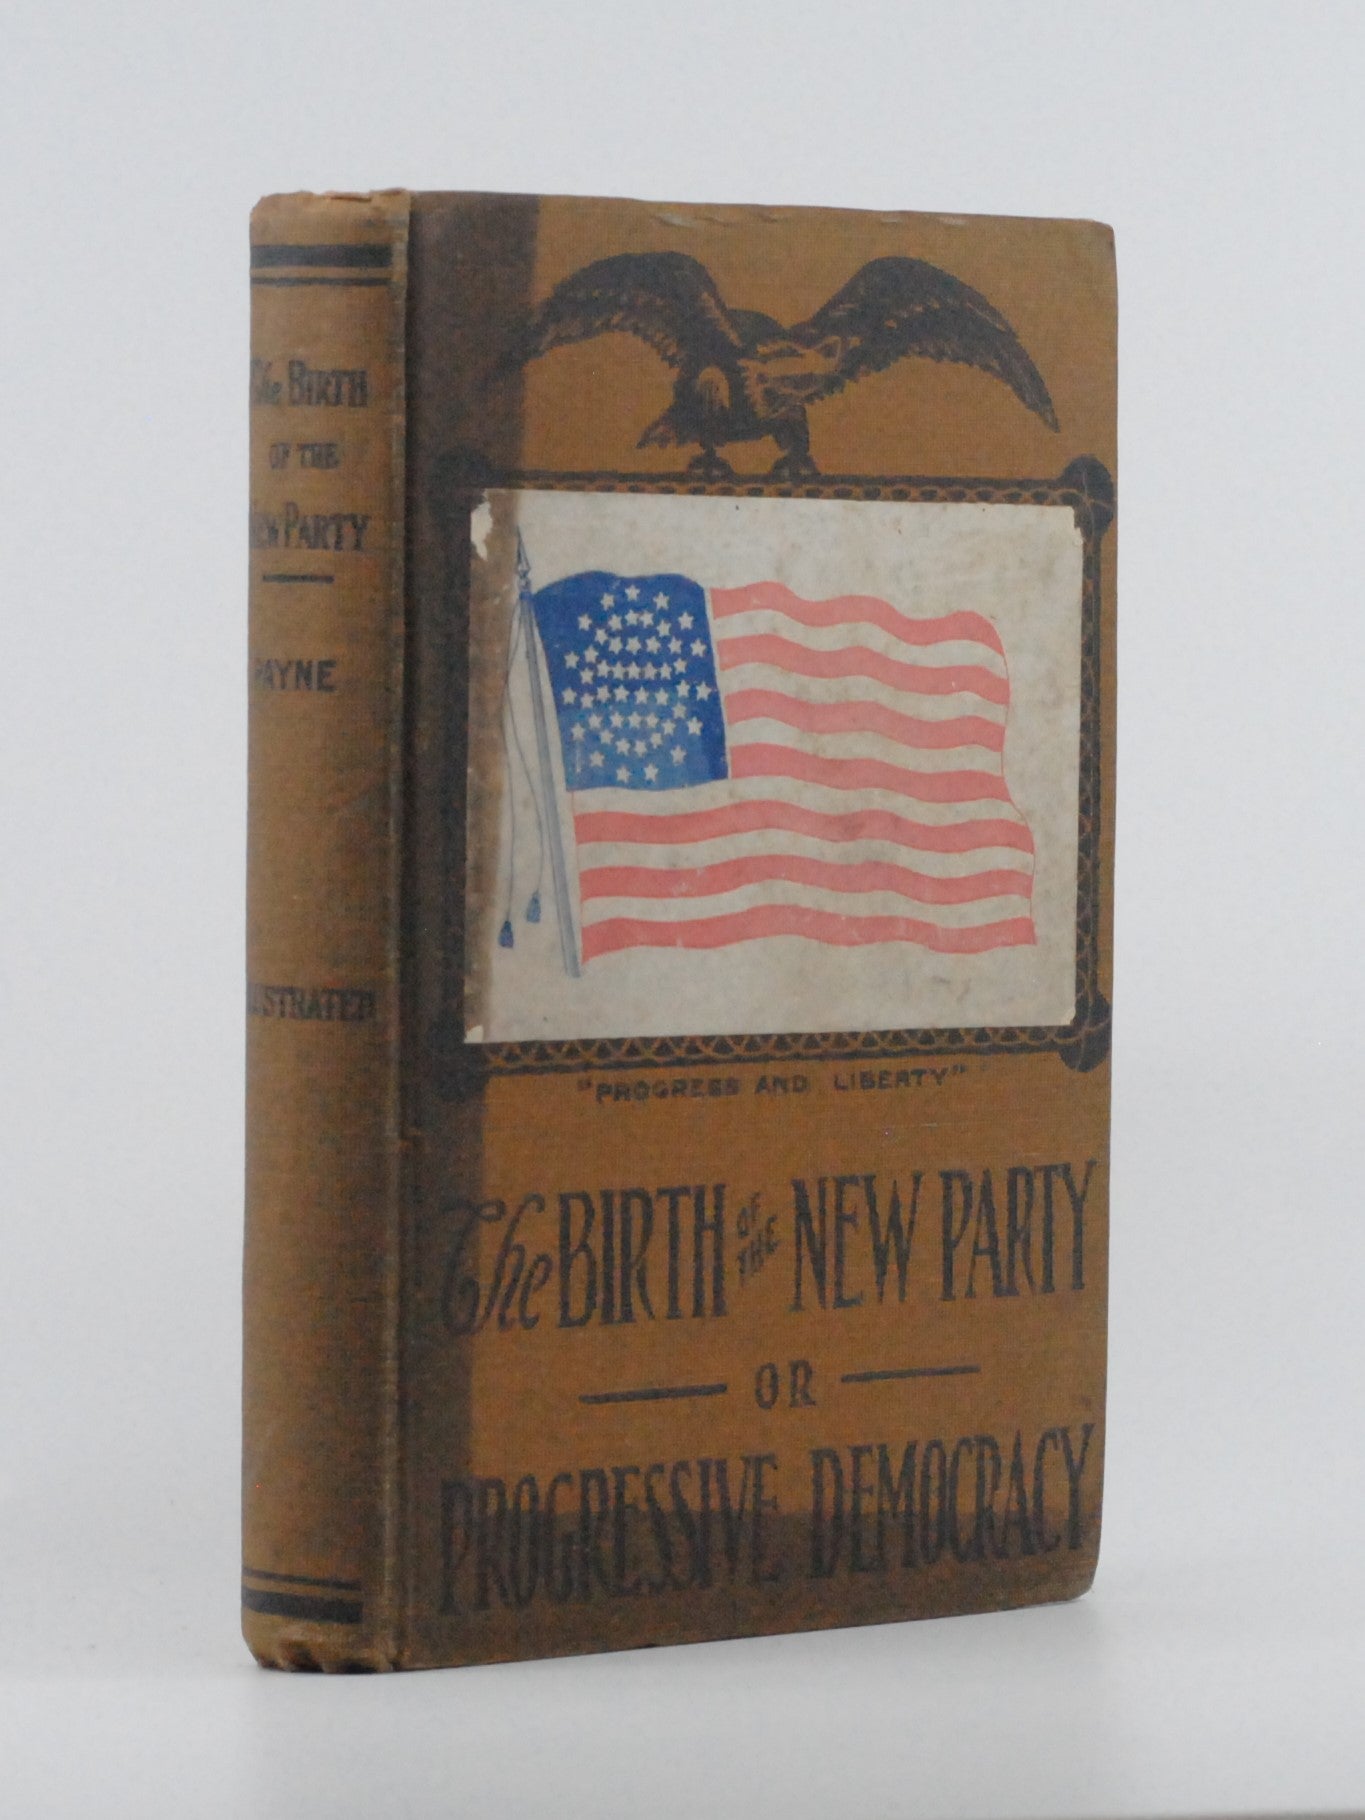 The BIRTH
OF THE
NEW PARTY
PAYNE
ILLUSTRATED
"PROGRESS AND LIBERTY"
The BIRTH OF THE NEW PARTY
OR
PROGRESSIVE DEMOCRACY